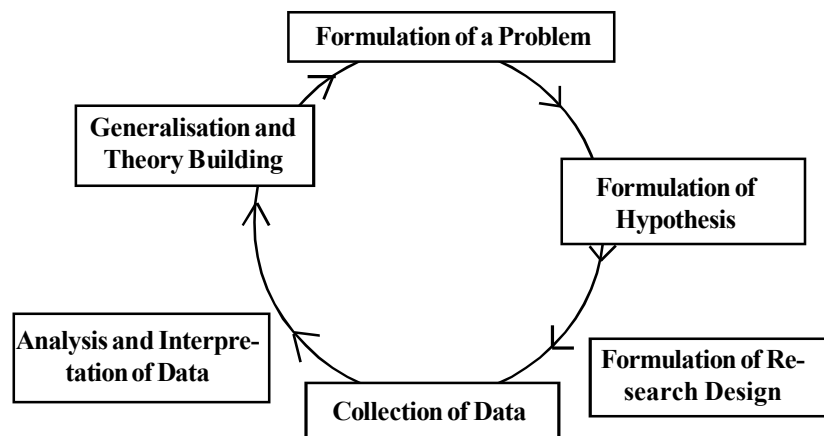 Formulation of a Problem
Formulation of
Hypothesis
Formulation of Re-
search Design
Collection of Data
Analysis and Interpre-
tation of Data
Generalisation and
Theory Building